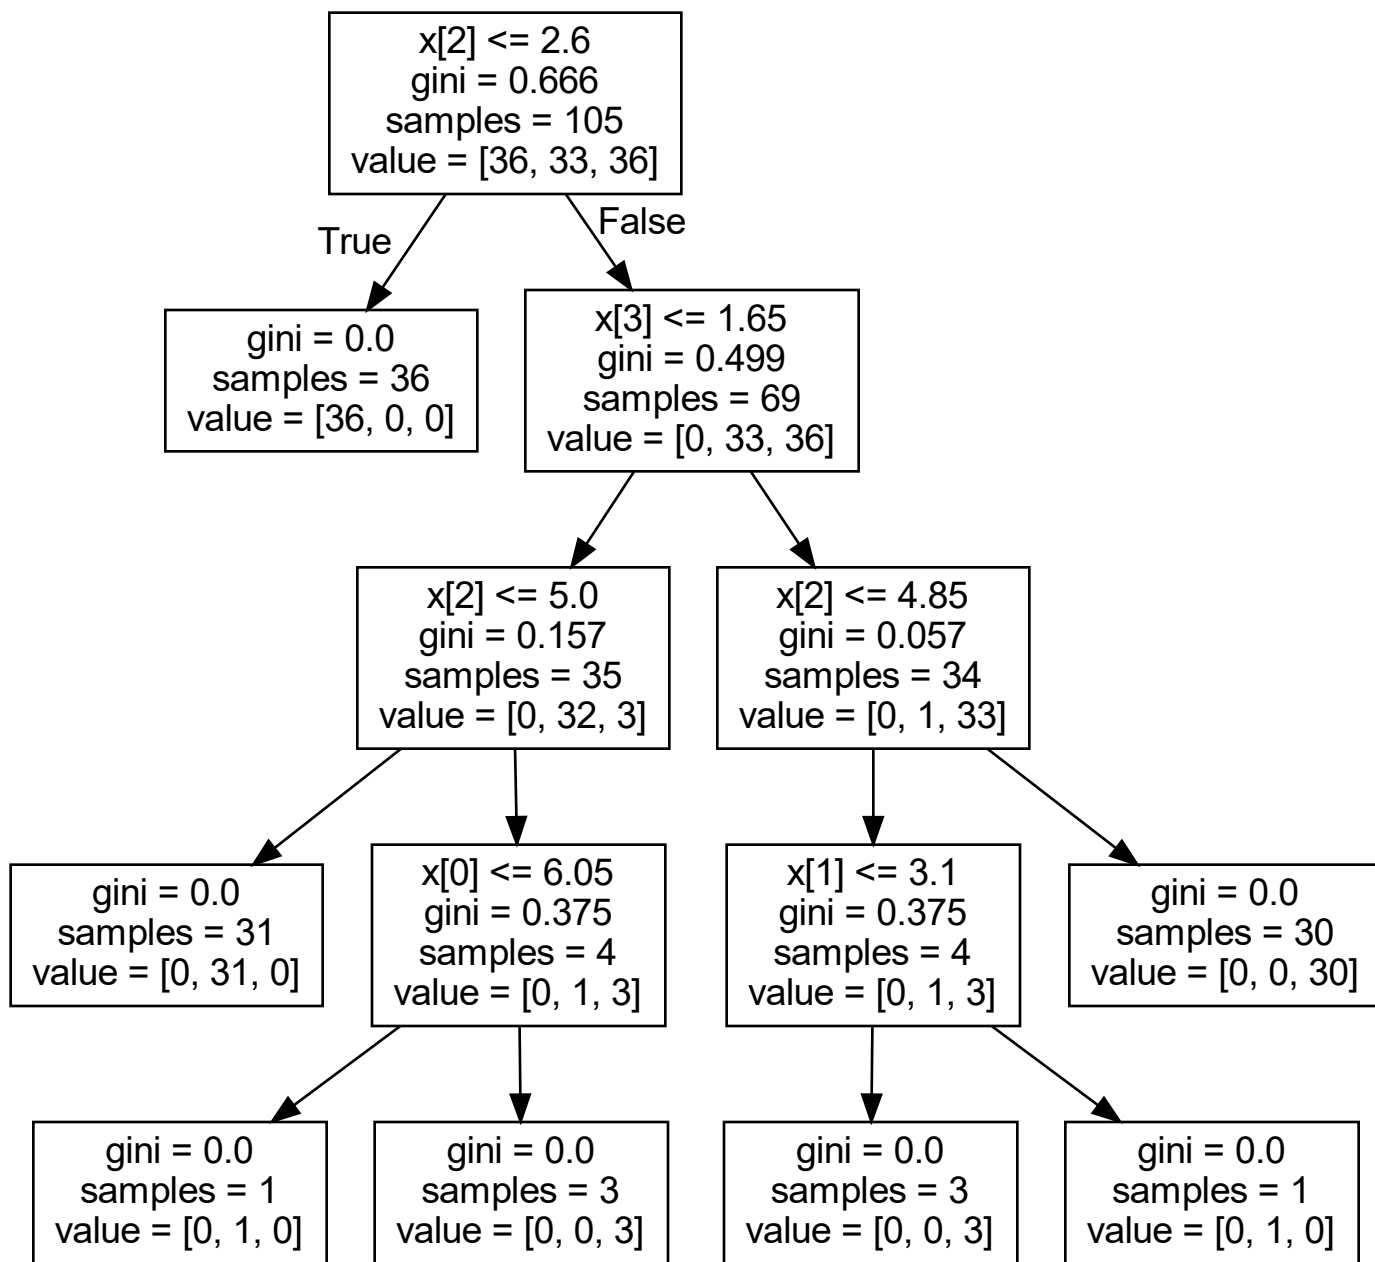 x[2] <= 2.6
gini = 0.666
samples = 105
value = [36, 33, 36]
True
False
gini = 0.0
samples = 36
value = [36, 0, 0]
x[3] <= 1.65
gini = 0.499
samples = 69
value = [0, 33, 36]
x[2] <= 5.0
gini = 0.157
samples = 35
value = [0, 32, 3]
x[2] <= 4.85
gini = 0.057
samples = 34
value = [0, 1, 33]
gini = 0.0
samples = 31
value = [0, 31, 0]
x[0] <= 6.05
gini = 0.375
samples = 4
value = [0, 1, 3]
x[1] <= 3.1
gini = 0.375
samples = 4
value = [0, 1, 3]
gini = 0.0
samples = 30
value = [0, 0, 30]
gini = 0.0
samples = 1
value = [0, 1, 0]
gini = 0.0
samples = 3
value = [0, 0, 3]
gini = 0.0
samples = 3
value = [0, 0, 3]
gini = 0.0
samples = 1
value = [0, 1, 0]